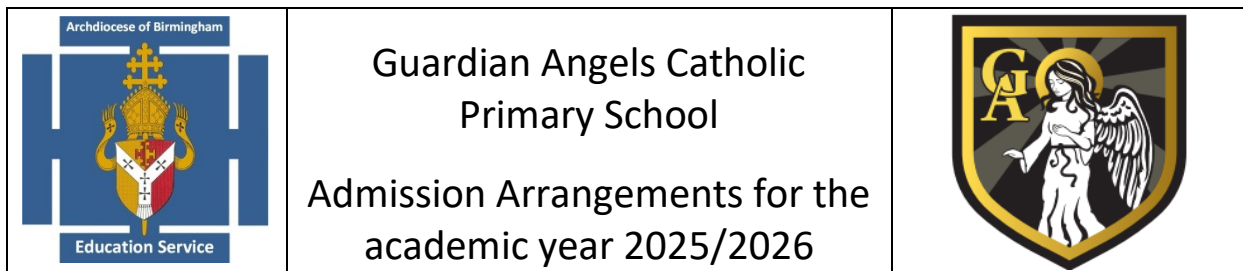 Archdiocese of Birmingham
Education Service
Guardian Angels Catholic
Primary School
Admission Arrangements for the
academic year 2025/2026
GA